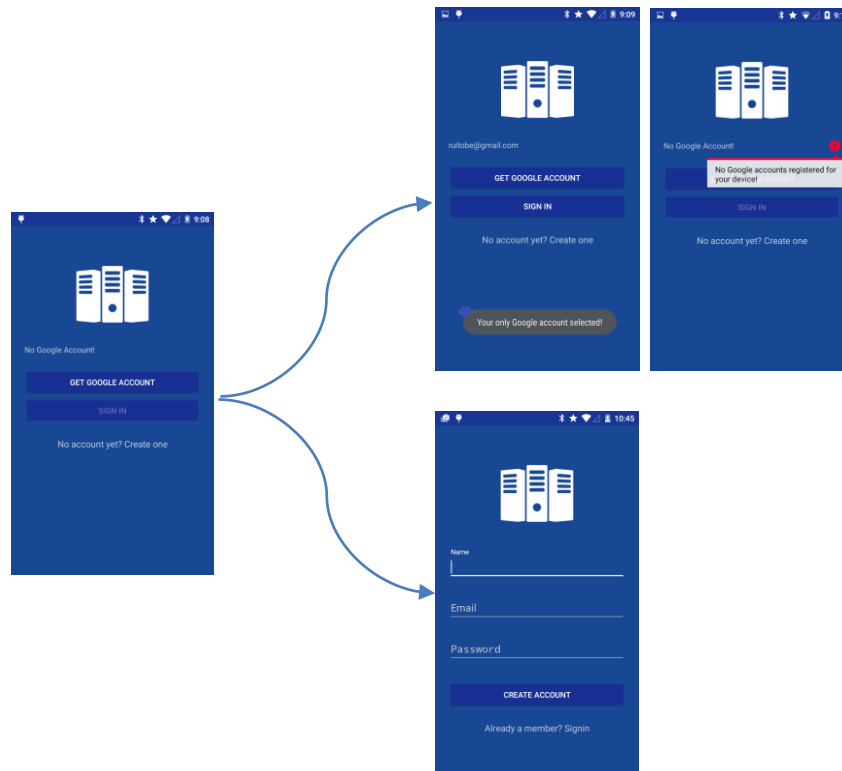 9:08
No Google Account!
GET GOOGLE ACCOUNT
SIGN IN
No account yet? Create one
9:09
ruitobe@gmail.com
GET GOOGLE ACCOUNT
SIGN IN
No account yet? Create one
Your only Google account selected!
9:
No Google Account!
No Google accounts registered for
your device!
SIGN IN
No account yet? Create one
10:45
Name
Email
Password
CREATE ACCOUNT
Already a member? Signin